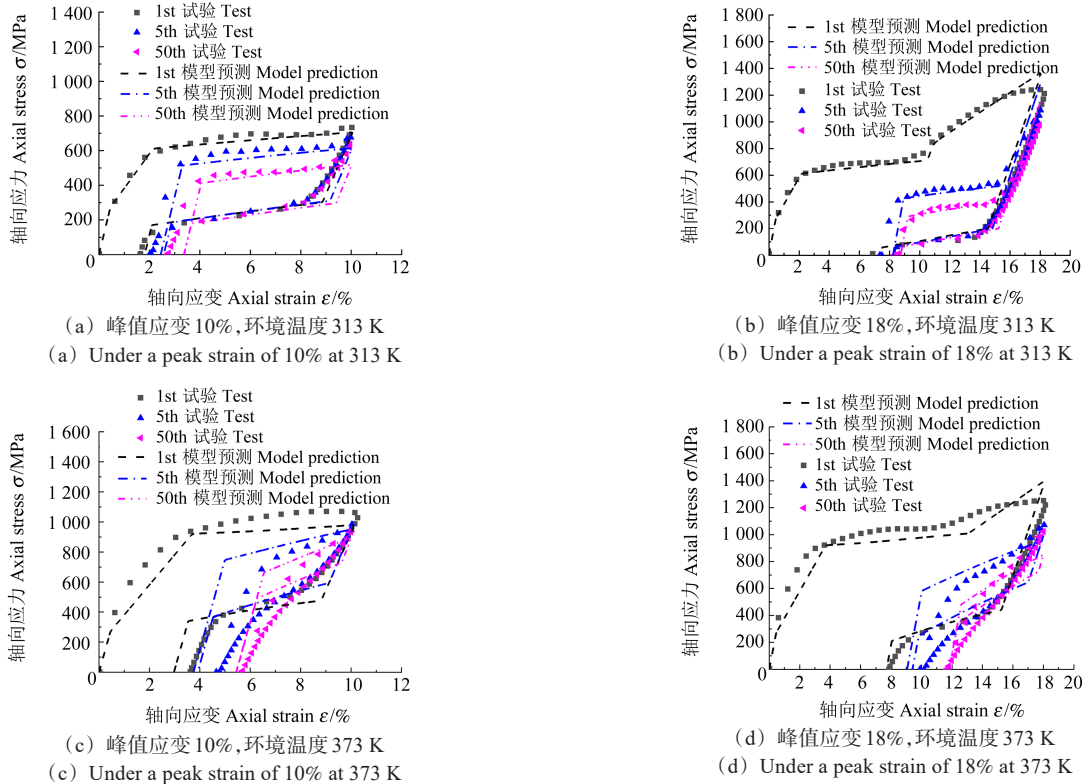 1 400
1 200
1 000
800
600
400
200
0
2
4
6
8
10
12
轴向应力 Axial stress σ/MPa
1st 试验 Test
5th 试验 Test
50th 试验 Test
1st 模型预测 Model prediction
5th 模型预测 Model prediction
50th 模型预测 Model prediction
轴向应变 Axial strain ε/%
(a) 峰值应变10%,环境温度313 K
(a) Under a peak strain of 10% at 313 K
1 800
1 600
1 400
1 200
1 000
800
600
400
200
0
2
4
6
8
10
12
14
16
18
20
轴向应力 Axial stress σ/MPa
1st 模型预测 Model prediction
5th 模型预测 Model prediction
50th 模型预测 Model prediction
1st 试验 Test
5th 试验 Test
50th 试验 Test
轴向应变 Axial strain ε/%
(b) 峰值应变18%,环境温度313 K
(b) Under a peak strain of 18% at 313 K
1st 试验 Test
5th 试验 Test
50th 试验 Test
1st 模型预测 Model prediction
5th 模型预测 Model prediction
50th 模型预测 Model prediction
1 600
1 400
1 200
1 000
800
600
400
200
0
2
4
6
8
10
12
轴向应力 Axial stress σ/MPa
轴向应变 Axial strain ε/%
(c) 峰值应变10%,环境温度373 K
(c) Under a peak strain of 10% at 373 K
1st 模型预测 Model prediction
5th 模型预测 Model prediction
50th 模型预测 Model prediction
1st 试验 Test
5th 试验 Test
50th 试验 Test
1 800
1 600
1 400
1 200
1 000
800
600
400
200
0
2
4
6
8
10
12
14
16
18
20
轴向应力 Axial stress σ/MPa
轴向应变 Axial strain ε/%
(d) 峰值应变18%,环境温度373 K
(d) Under a peak strain of 18% at 373 K